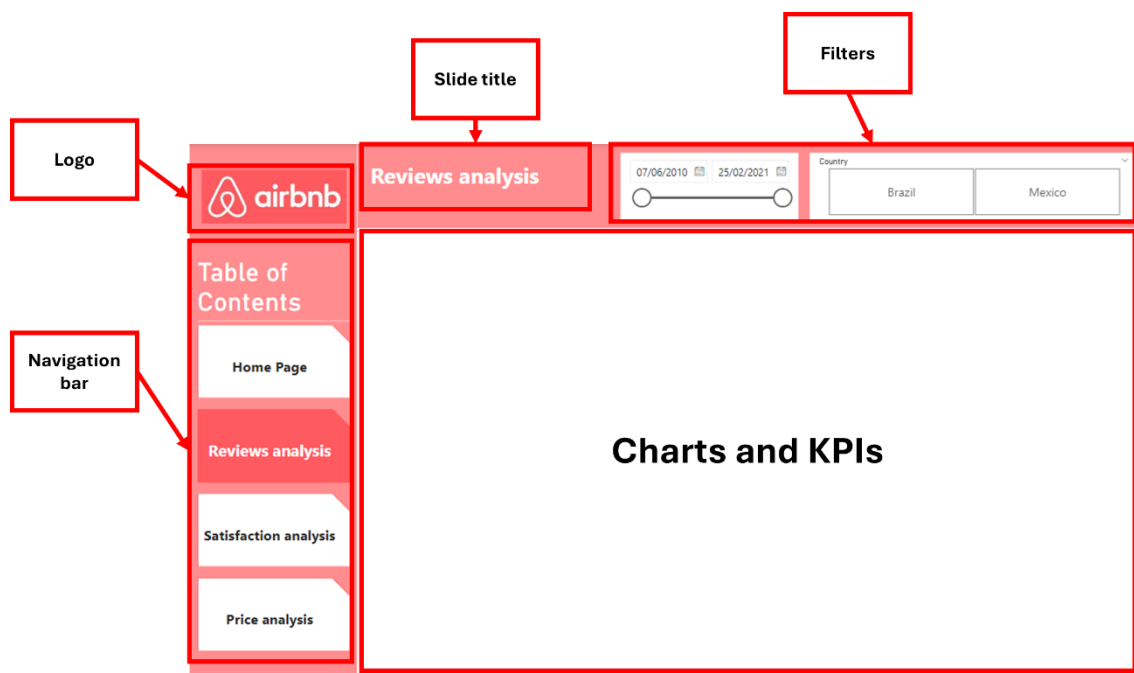 Filters
Slide title
Logo
airbnb
Reviews analysis
07/06/2010
25/02/2021
Country
Brazil
Mexico
Table of
Contents
Home Page
Navigation
bar
Reviews analysis
Satisfaction analysis
Price analysis
Charts and KPIs